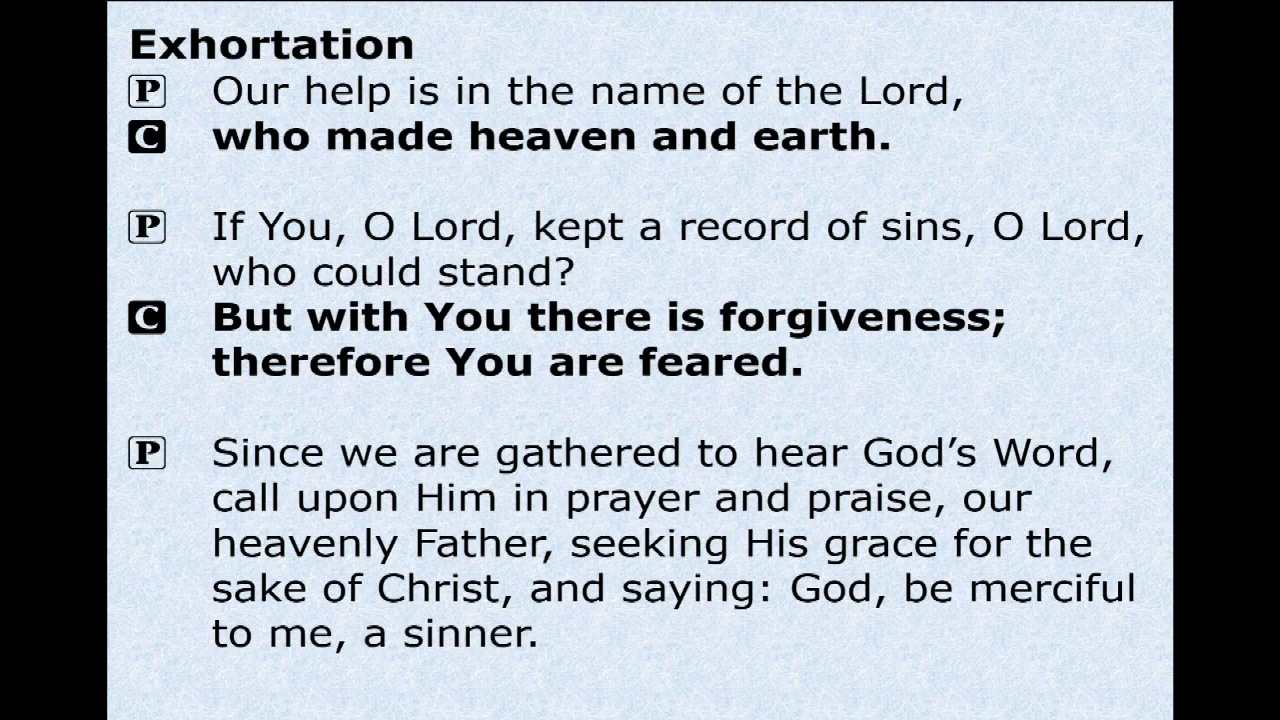 Exhortation
P Our help is in the name of the Lord,
C who made heaven and earth.
P If You, O Lord, kept a record of sins, O Lord,
who could stand?
C But with You there is forgiveness;
therefore You are feared.
P Since we are gathered to hear God’s Word,
call upon Him in prayer and praise, our
heavenly Father, seeking His grace for the
sake of Christ, and saying: God, be merciful
to me, a sinner.